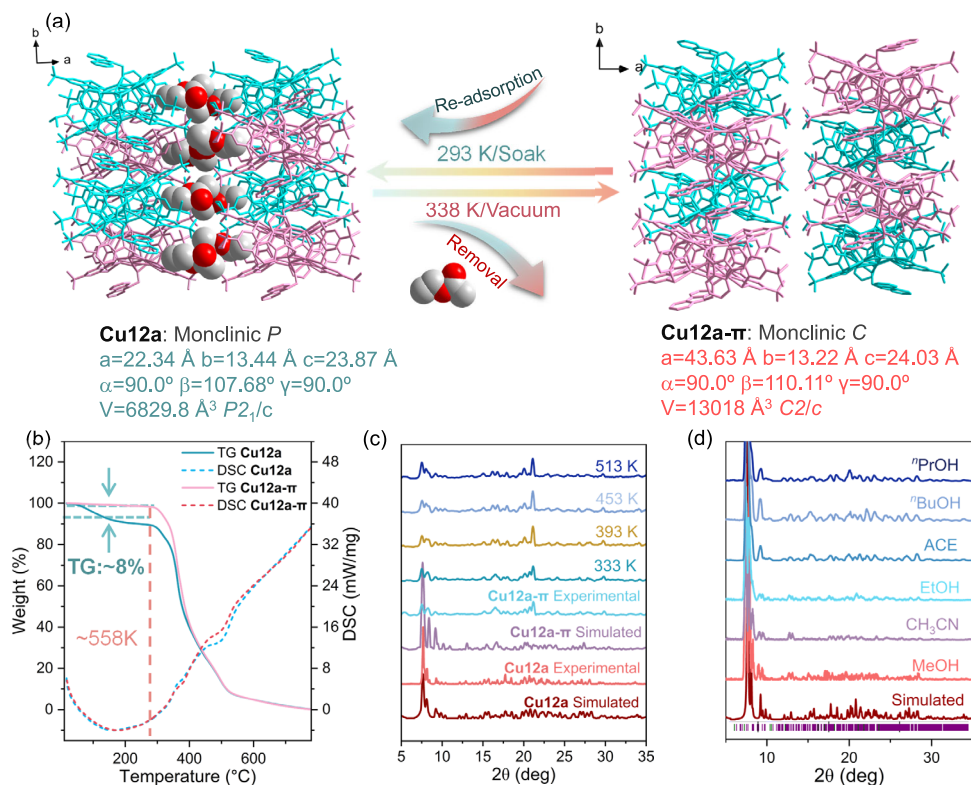 (a)
b
a
Re-adsorption
293 K/Soak
338 K/Vacuum
Removal
b
a
Cu12a: Monclinic P
a=22.34 Å b=13.44 Å c=23.87 Å
α=90.0º β=107.68º γ=90.0º
V=6829.8 Å³ P2₁/c
Cu12a-π: Monclinic C
a=43.63 Å b=13.22 Å c=24.03 Å
α=90.0º β=110.11º γ=90.0º
V=13018 Å³ C2/c
(b)
TG Cu12a
DSC Cu12a
TG Cu12a-π
DSC Cu12a-π
TG:~8%
~558K
Weight (%)
120
100
80
60
40
20
0
DSC (mW/mg)
48
40
32
24
16
8
0
200 400 600
Temperature (°C)
(c)
513 K
453 K
393 K
333 K
Cu12a-π Experimental
Cu12a-π Simulated
Cu12a Experimental
Cu12a Simulated
5 10 15 20 25 30 35
2θ (deg)
(d)
ⁿPrOH
ⁿBuOH
ACE
EtOH
CH₃CN
MeOH
Simulated
5 10 15 20 25 30
2θ (deg)